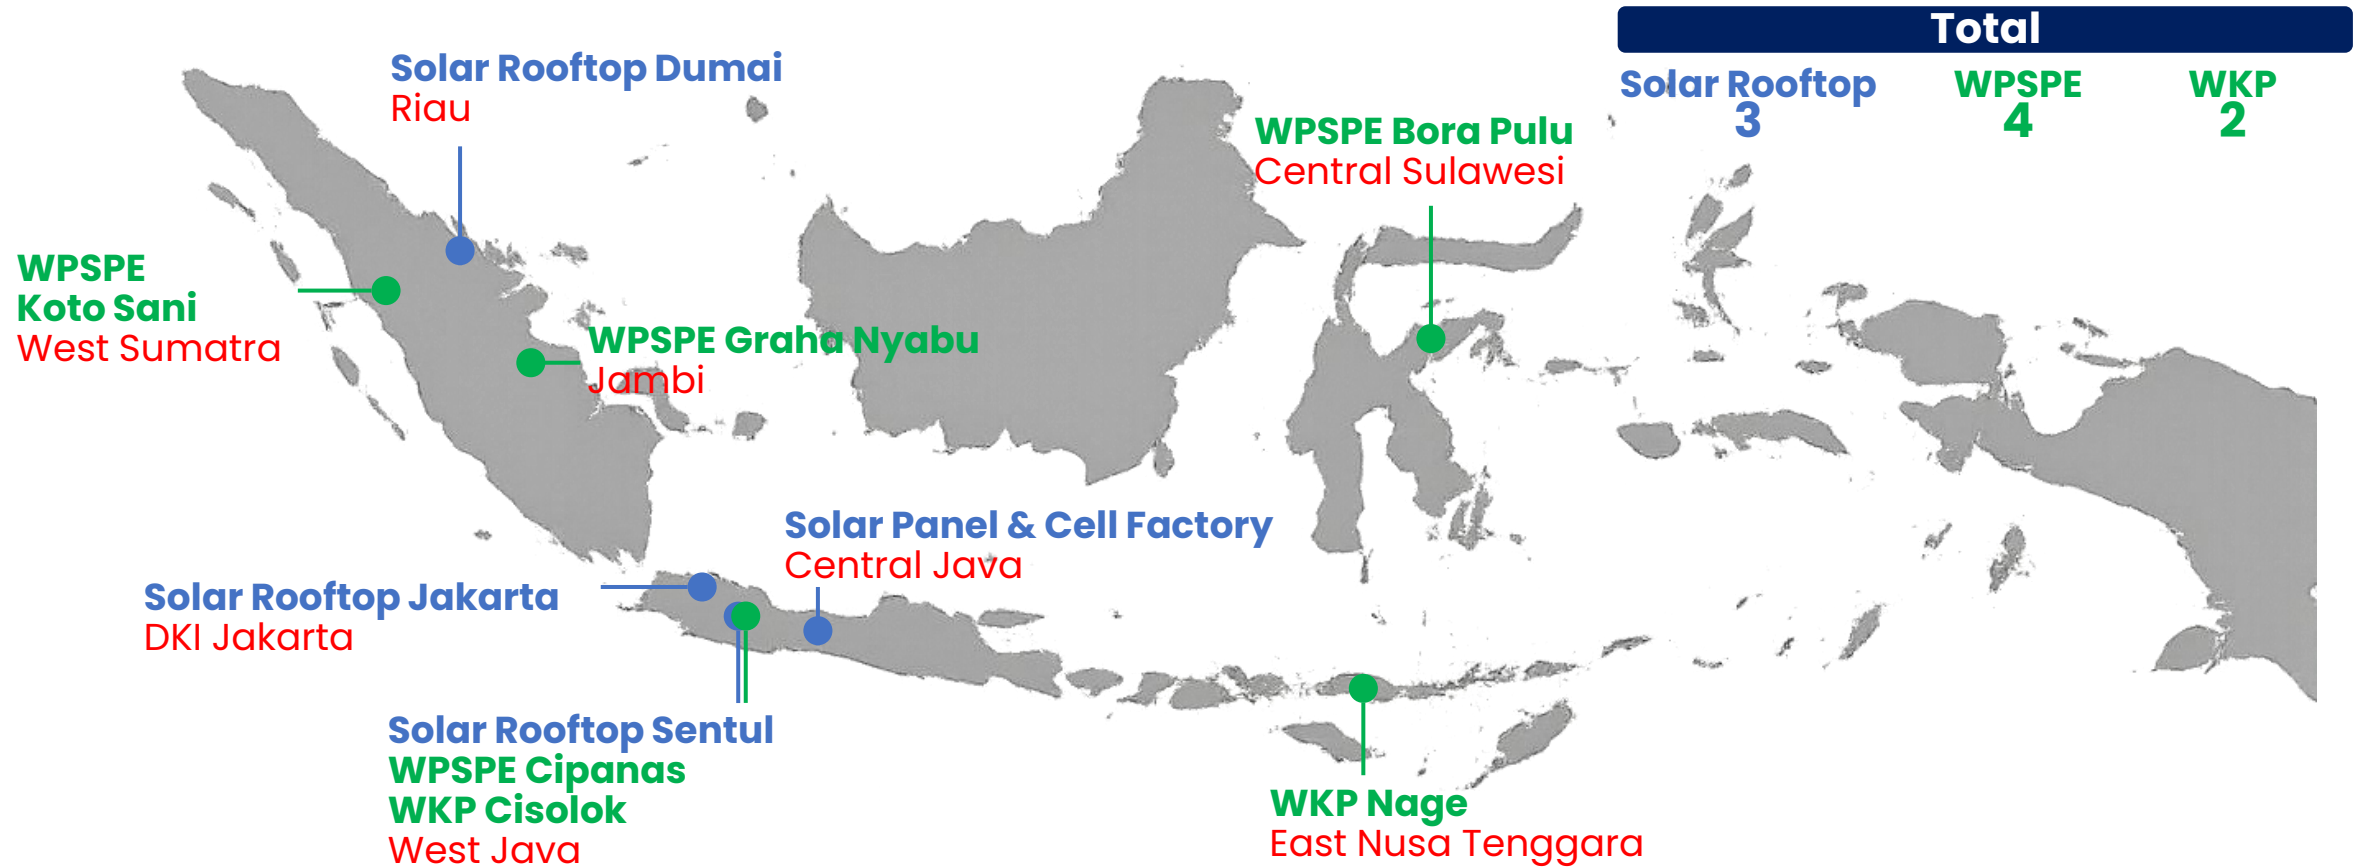 Total
Solar Rooftop
3
WPSPE
4
WKP
2
Solar Rooftop Dumai
Riau
WPSPE Bora Pulu
Central Sulawesi
WPSPE
Koto Sani
West Sumatra
WPSPE Graha Nyabu
Jambi
Solar Panel & Cell Factory
Central Java
Solar Rooftop Jakarta
DKI Jakarta
Solar Rooftop Sentul
WPSPE Cipanas
WKP Cisolok
West Java
WKP Nage
East Nusa Tenggara